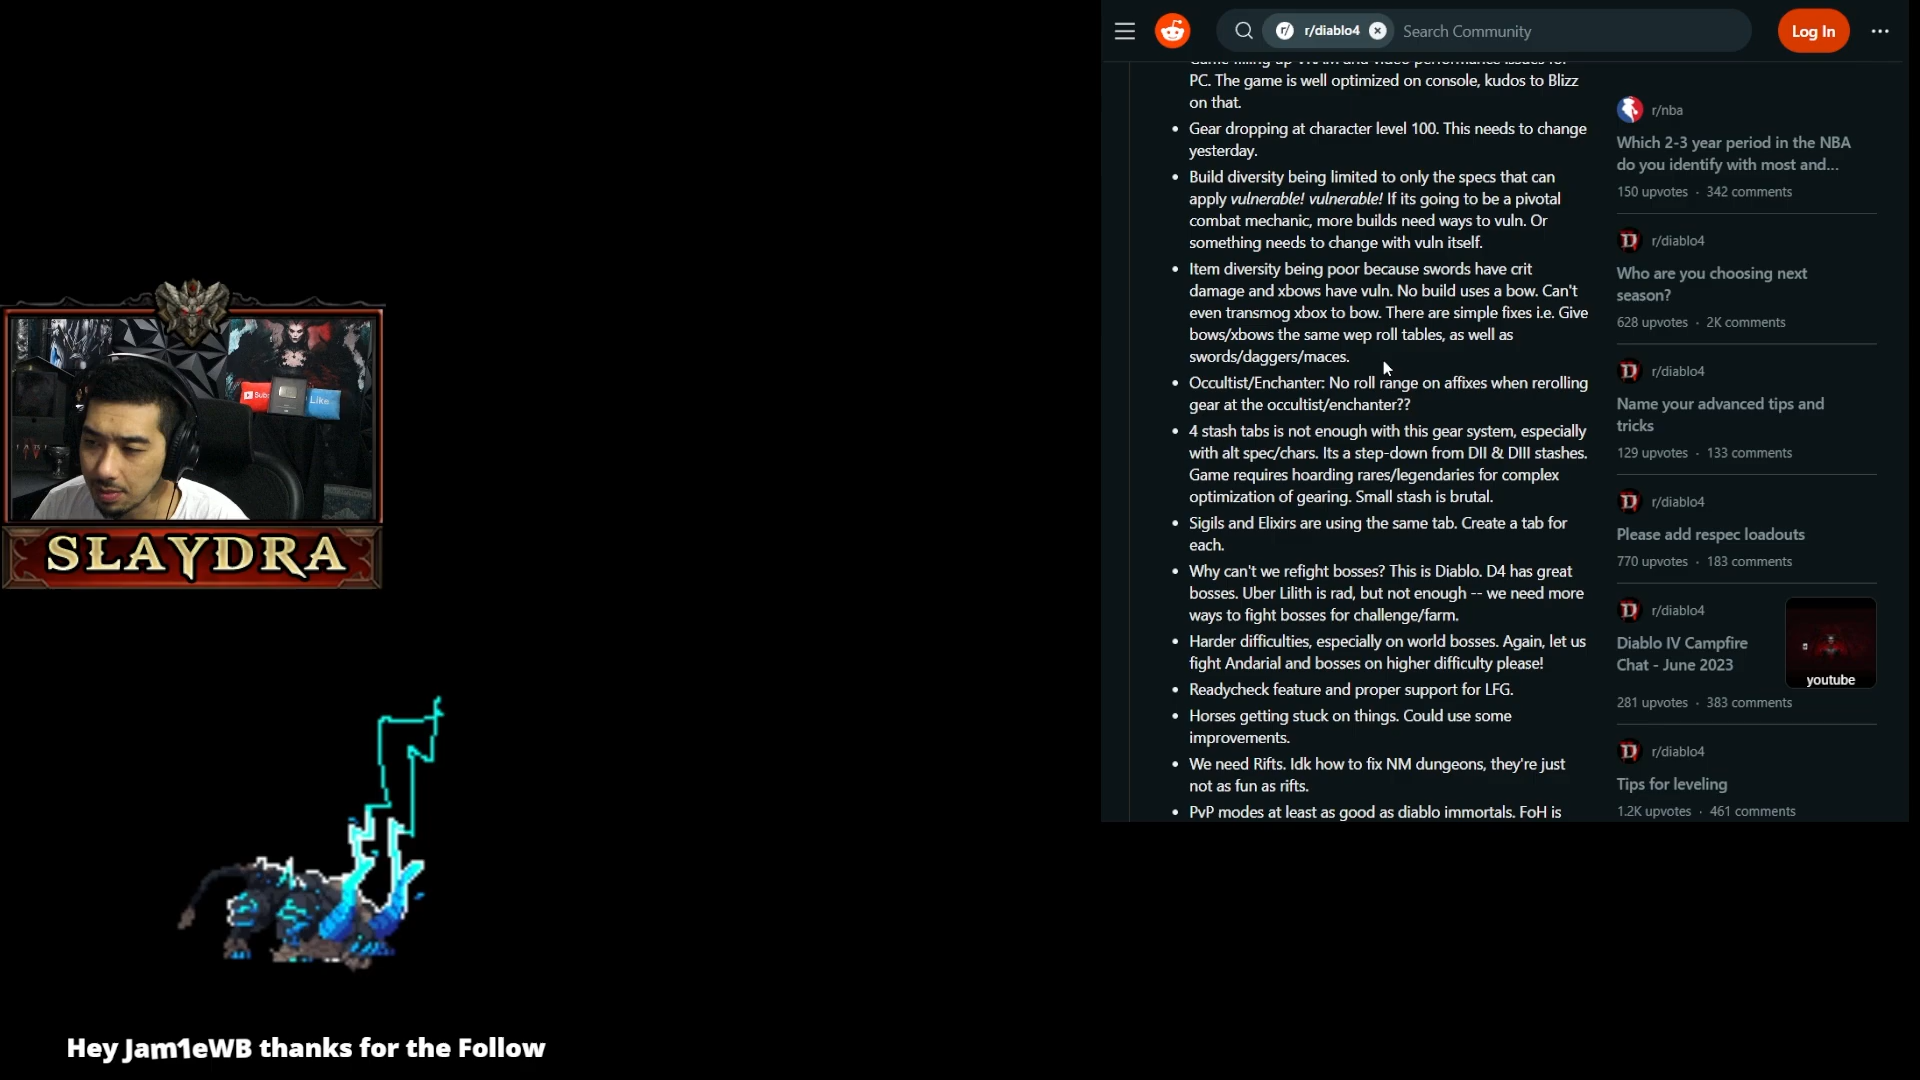 r/diablo4
Search Community
Log In
PC. The game is well optimized on console, kudos to Blizz
on that.
• Gear dropping at character level 100. This needs to change
yesterday.
• Build diversity being limited to only the specs that can
apply vulnerable! vulnerable! If its going to be a pivotal
combat mechanic, more builds need ways to vuln. Or
something needs to change with vuln itself.
• Item diversity being poor because swords have crit
damage and xbows have vuln. No build uses a bow. Can't
even transmog xbox to bow. There are simple fixes i.e. Give
bows/xbows the same wep roll tables, as well as
swords/daggers/maces.
• Occultist/Enchanter: No roll range on affixes when rerolling
gear at the occultist/enchanter??
• 4 stash tabs is not enough with this gear system, especially
with alt spec/chars. Its a step-down from DII & DIII stashes.
Game requires hoarding rares/legendaries for complex
optimization of gearing. Small stash is brutal.
• Sigils and Elixirs are using the same tab. Create a tab for
each.
• Why can't we refight bosses? This is Diablo. D4 has great
bosses. Uber Lilith is rad, but not enough -- we need more
ways to fight bosses for challenge/farm.
• Harder difficulties, especially on world bosses. Again, let us
fight Andarial and bosses on higher difficulty please!
• Readycheck feature and proper support for LFG.
• Horses getting stuck on things. Could use some
improvements.
• We need Rifts. Idk how to fix NM dungeons, they're just
not as fun as rifts.
• PvP modes at least as good as diablo immortals. FoH is
r/nba
Which 2-3 year period in the NBA
do you identify with most and...
150 upvotes · 342 comments
r/diablo4
Who are you choosing next
season?
628 upvotes · 2K comments
r/diablo4
Name your advanced tips and
tricks
129 upvotes · 133 comments
r/diablo4
Please add respec loadouts
770 upvotes · 183 comments
r/diablo4
Diablo IV Campfire
Chat - June 2023
youtube
281 upvotes · 383 comments
r/diablo4
Tips for leveling
1.2K upvotes · 461 comments
Like
SLAYDRA
Hey Jam1eWB thanks for the Follow